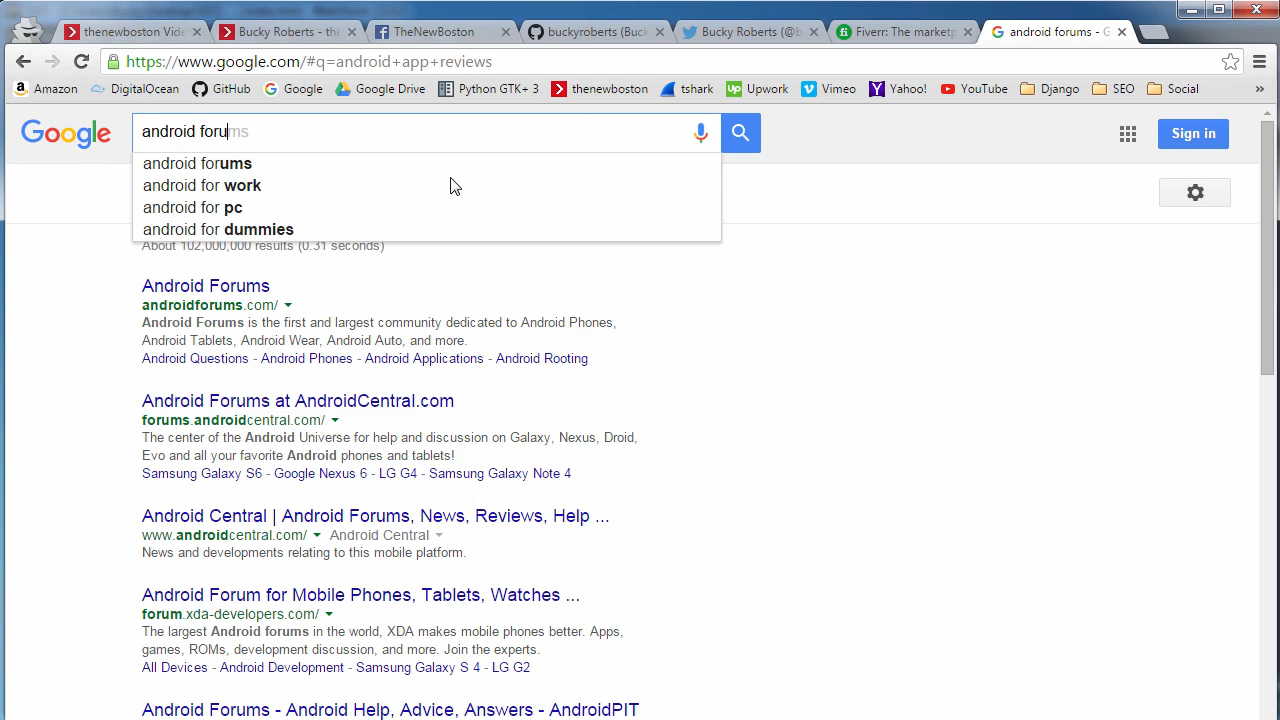 thenewboston Vid
Bucky Roberts - the
TheNewBoston
buckyroberts (Buck
Bucky Roberts (@b
Fiverr: The marketp
android forums - G
https://www.google.com/#q=android+app+reviews
Amazon
DigitalOcean
GitHub
Google
Google Drive
Python GTK+ 3
thenewboston
tshark
Upwork
Vimeo
Yahoo!
YouTube
Django
SEO
Social
»
Google
android forums
Sign in
android forums
android for work
android for pc
android for dummies
About 102,000,000 results (0.31 seconds)
Android Forums
androidforums.com/
Android Forums is the first and largest community dedicated to Android Phones,
Android Tablets, Android Wear, Android Auto, and more.
Android Questions - Android Phones - Android Applications - Android Rooting
Android Forums at AndroidCentral.com
forums.androidcentral.com/
The center of the Android Universe for help and discussion on Galaxy, Nexus, Droid,
Evo and all your favorite Android phones and tablets!
Samsung Galaxy S6 - Google Nexus 6 - LG G4 - Samsung Galaxy Note 4
Android Central | Android Forums, News, Reviews, Help ...
www.androidcentral.com/ Android Central
News and developments relating to this mobile platform.
Android Forum for Mobile Phones, Tablets, Watches ...
forum.xda-developers.com/
The largest Android forums in the world, XDA makes mobile phones better. Apps,
games, ROMs, development discussion, and more. Join the experts.
All Devices - Android Development - Samsung Galaxy S 4 - LG G2
Android Forums - Android Help, Advice, Answers - AndroidPIT